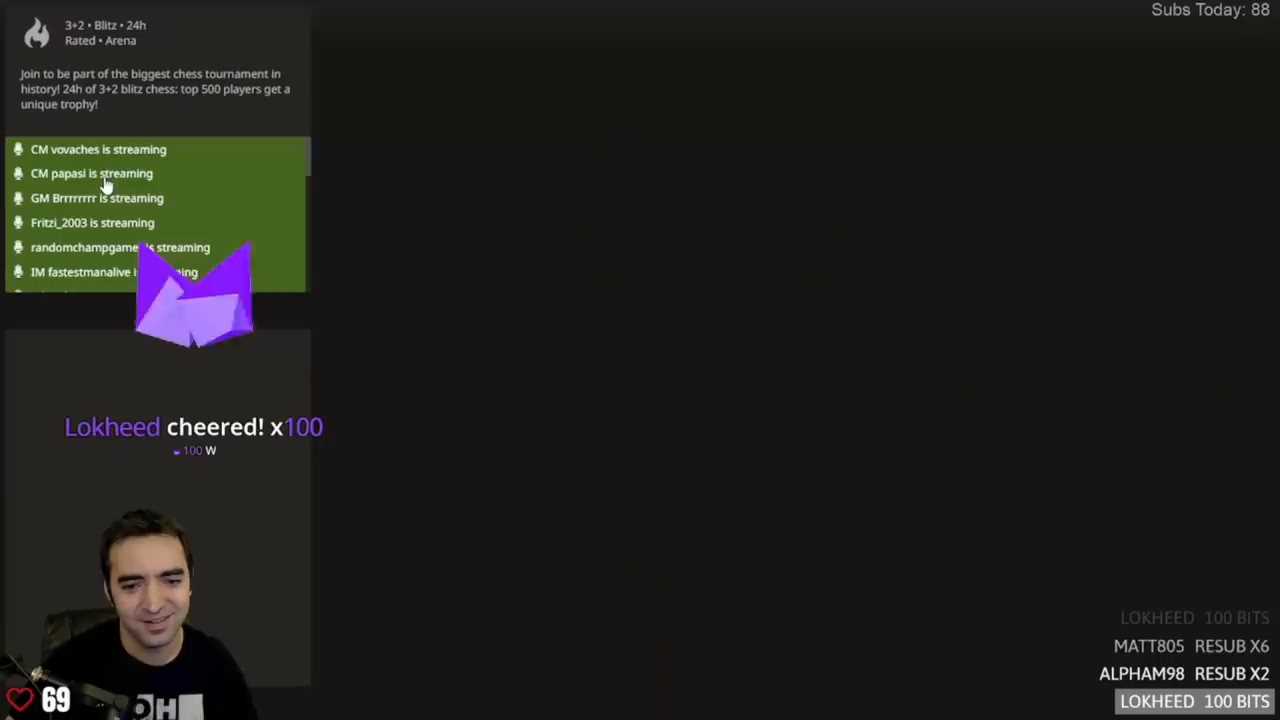 Subs Today: 88
3+2 • Blitz • 24h
Rated • Arena
Join to be part of the biggest chess tournament in
history! 24h of 3+2 blitz chess: top 500 players get a
unique trophy!
CM vovaches is streaming
CM papasi is streaming
GM Brrrrrrrr is streaming
Fritzi_2003 is streaming
randomchampgame streaming
IM fastestmanalive
Lokheed cheered! x100
100 W
LOKHEED 100 BITS
MATT805 RESUB X6
ALPHAM98 RESUB X2
LOKHEED 100 BITS
69